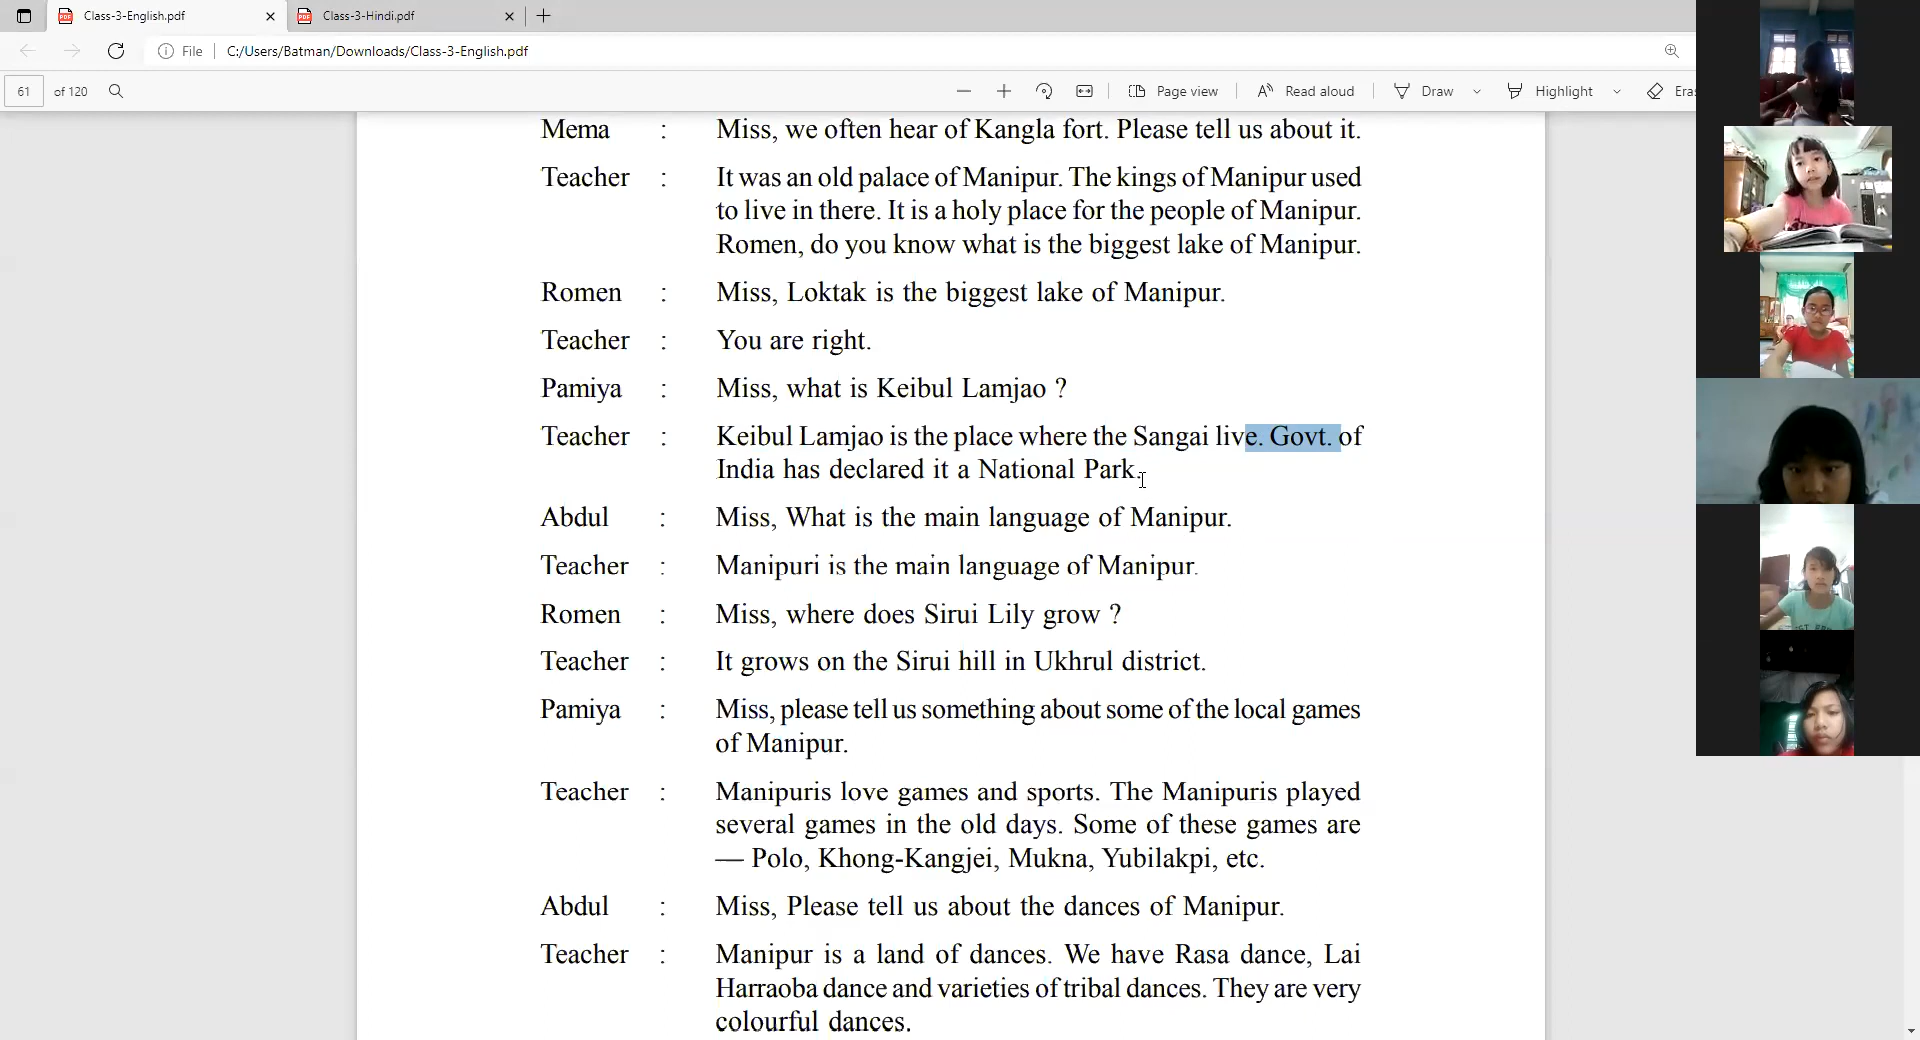 Class-3-English.pdf
Class-3-Hindi.pdf
File C:/Users/Batman/Downloads/Class-3-English.pdf
61 of 120 Page view Read aloud Draw Highlight Eras
Mema : Miss, we often hear of Kangla fort. Please tell us about it.
Teacher : It was an old palace of Manipur. The kings of Manipur used
to live in there. It is a holy place for the people of Manipur.
Romen, do you know what is the biggest lake of Manipur.
Romen : Miss, Loktak is the biggest lake of Manipur.
Teacher : You are right.
Pamiya : Miss, what is Keibul Lamjao ?
Teacher : Keibul Lamjao is the place where the Sangai live. Govt. of
India has declared it a National Park.
Abdul : Miss, What is the main language of Manipur.
Teacher : Manipuri is the main language of Manipur.
Romen : Miss, where does Sirui Lily grow ?
Teacher : It grows on the Sirui hill in Ukhrul district.
Pamiya : Miss, please tell us something about some of the local games
of Manipur.
Teacher : Manipuris love games and sports. The Manipuris played
several games in the old days. Some of these games are
— Polo, Khong-Kangjei, Mukna, Yubilakpi, etc.
Abdul : Miss, Please tell us about the dances of Manipur.
Teacher : Manipur is a land of dances. We have Rasa dance, Lai
Harraoba dance and varieties of tribal dances. They are very
colourful dances.